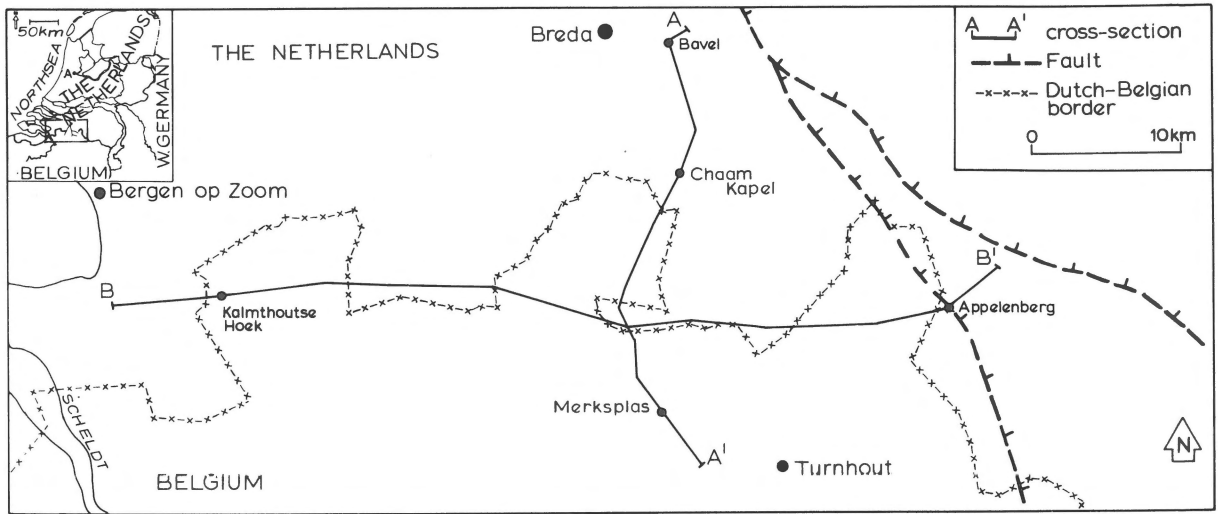 50km
NORTHSEA
A
THE
NETHERLANDS
W. GERMANY
BELGIUM
THE NETHERLANDS
Breda
A
Bavel
A A'
cross-section
Fault
Dutch-Belgian
border
0 10km
Bergen op Zoom
Chaam
Kapel
B
Kalmthoutse
Hoek
B'
Appelenberg
Merksplas
A'
Turnhout
SCHELDT
BELGIUM
N